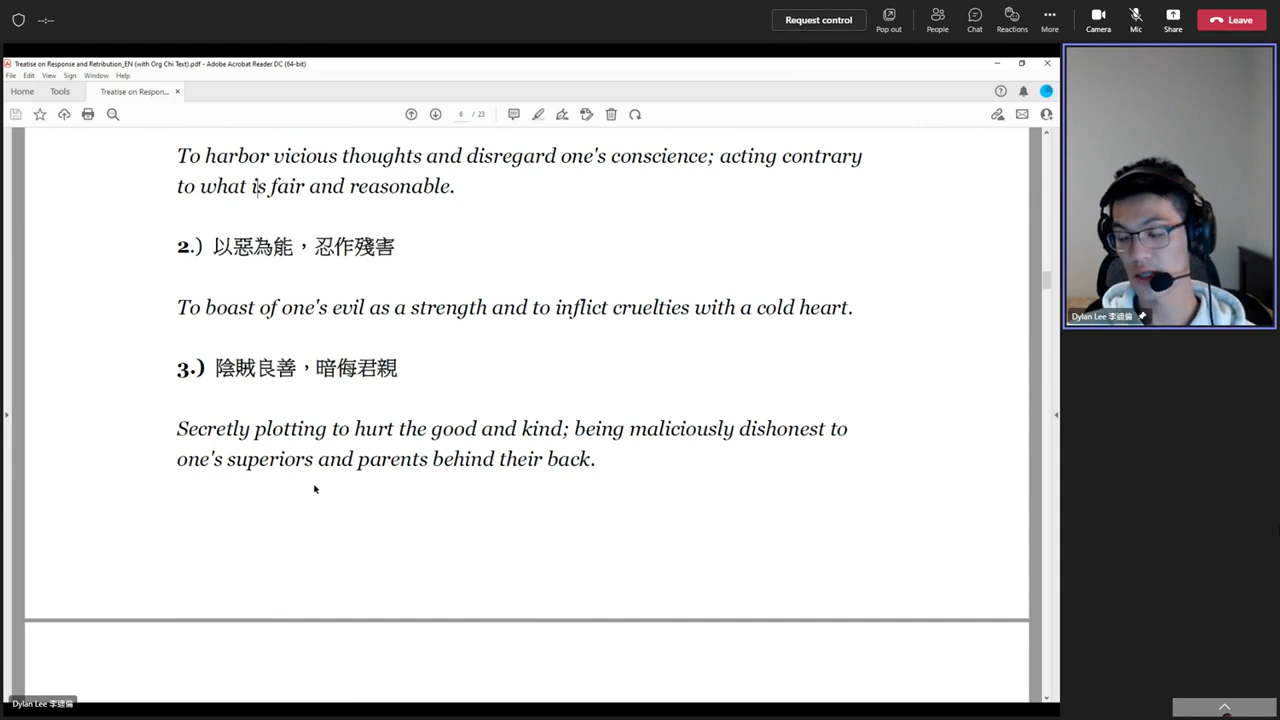 --:--
Request control
Pop out
People
Chat
Reactions
More
Camera
Mic
Share
Leave
Treatise on Response and Retribution_EN (with Org Chi Text).pdf - Adobe Acrobat Reader DC (64-bit)
File Edit View Sign Window Help
Home Tools Treatise on Respon... ×
6 / 23
To harbor vicious thoughts and disregard one's conscience; acting contrary
to what is fair and reasonable.
2.) 以惡為能，忍作殘害
To boast of one's evil as a strength and to inflict cruelties with a cold heart.
3.) 陰賊良善，暗侮君親
Secretly plotting to hurt the good and kind; being maliciously dishonest to
one's superiors and parents behind their back.
Dylan Lee 李迪倫
Dylan Lee 李迪倫